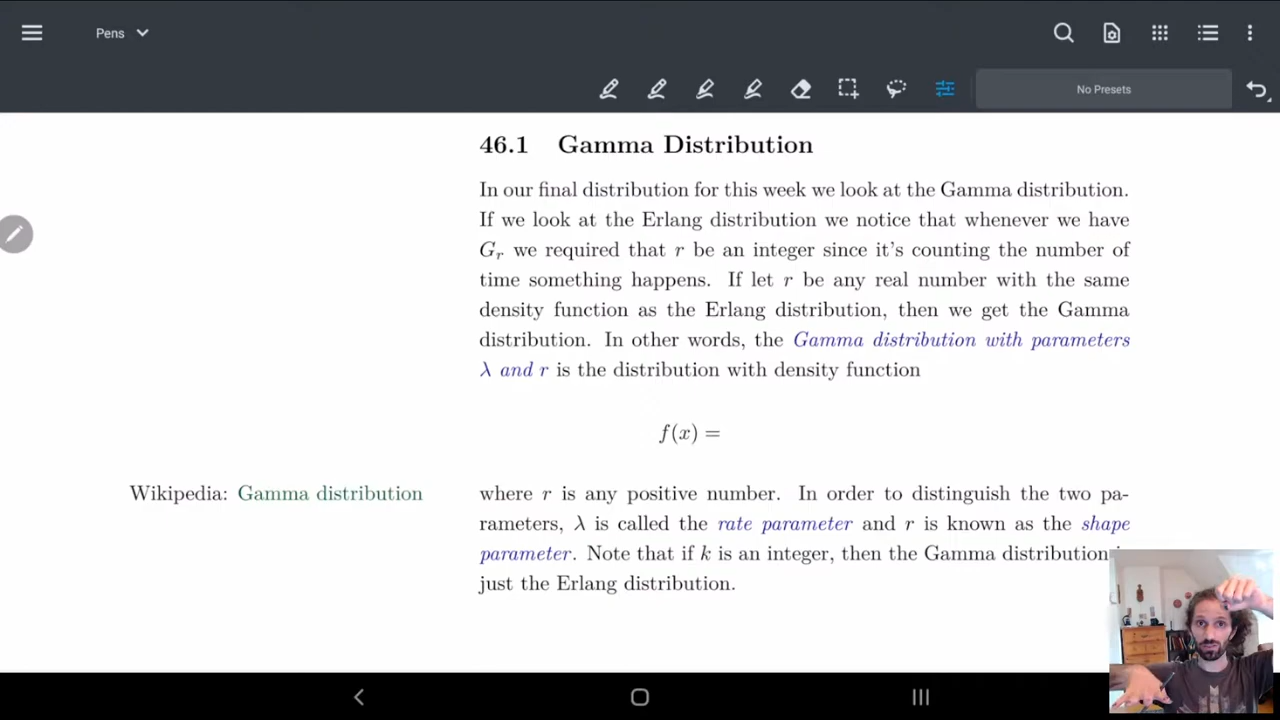 Pens
No Presets
46.1 Gamma Distribution
In our final distribution for this week we look at the Gamma distribution.
If we look at the Erlang distribution we notice that whenever we have
Gᵣ we required that r be an integer since it's counting the number of
time something happens. If let r be any real number with the same
density function as the Erlang distribution, then we get the Gamma
distribution. In other words, the Gamma distribution with parameters
λ and r is the distribution with density function
f(x) =
Wikipedia: Gamma distribution
where r is any positive number. In order to distinguish the two pa-
rameters, λ is called the rate parameter and r is known as the shape
parameter. Note that if k is an integer, then the Gamma distribution
just the Erlang distribution.